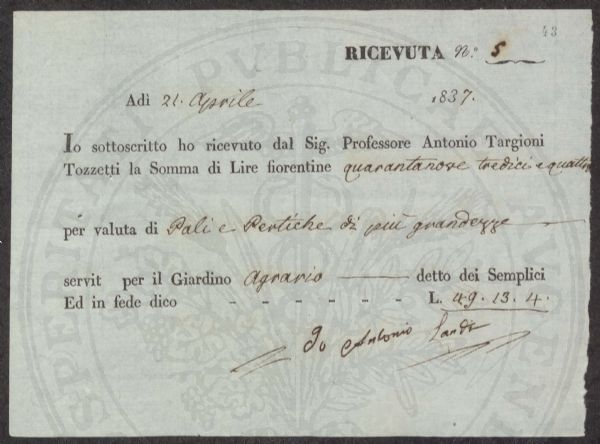 43
RICEVUTA N.º 5
Adì 21. Aprile 1837.
Io sottoscritto ho ricevuto dal Sig. Professore Antonio Targioni
Tozzetti la Somma di Lire fiorentine quarantanove tredici e quattro
per valuta di Pali e Pertiche di più grandezze
servit per il Giardino Agrario detto dei Semplici
Ed in fede dico - - - - - - L. 49. 13. 4.
Io Antonio Landi